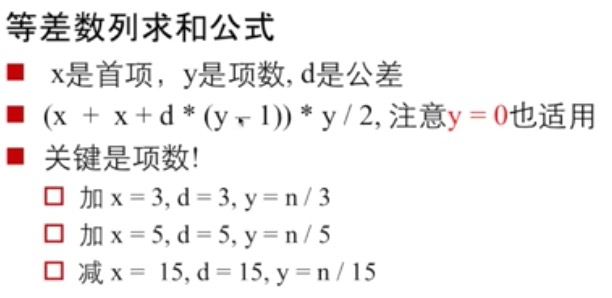 等差数列求和公式
x是首项，y是项数, d是公差
(x + x + d * (y - 1)) * y / 2, 注意y = 0也适用
关键是项数!
加 x = 3, d = 3, y = n / 3
加 x = 5, d = 5, y = n / 5
减 x = 15, d = 15, y = n / 15